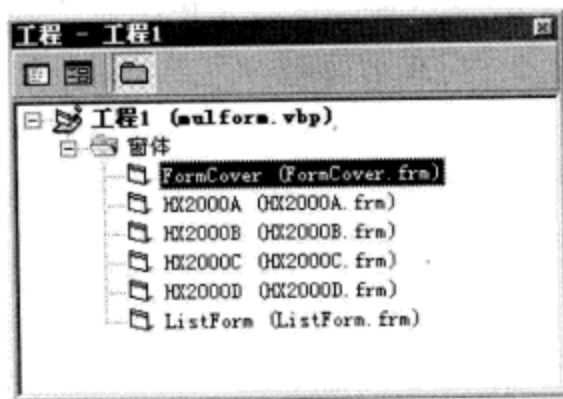 工程 - 工程1
工程1 (mulform.vbp)
窗体
FormCover (FormCover.frm)
HX2000A (HX2000A.frm)
HX2000B (HX2000B.frm)
HX2000C (HX2000C.frm)
HX2000D (HX2000D.frm)
ListForm (ListForm.frm)